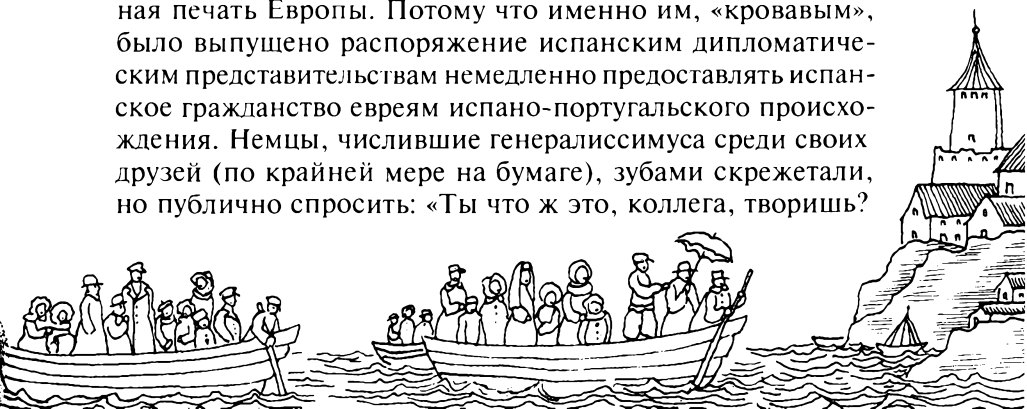 ная печать Европы. Потому что именно им, «кровавым»,
было выпущено распоряжение испанским дипломатиче-
ским представительствам немедленно предоставлять испан-
ское гражданство евреям испано-португальского происхо-
ждения. Немцы, числившие генералиссимуса среди своих
друзей (по крайней мере на бумаге), зубами скрежетали,
но публично спросить: «Ты что ж это, коллега, творишь?